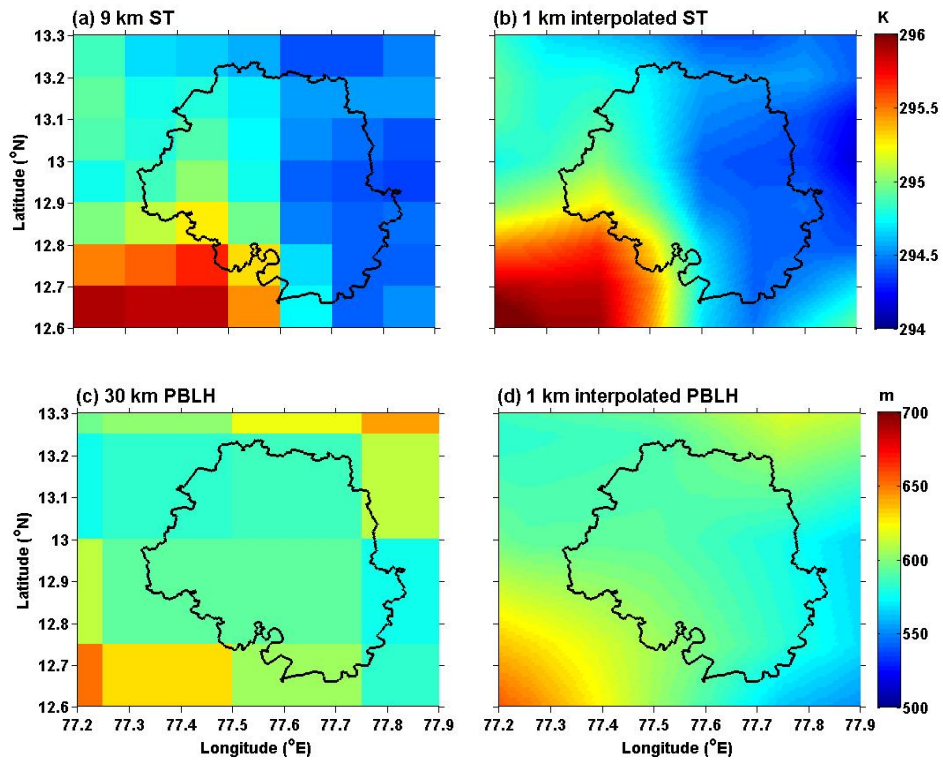 (a) 9 km ST
(b) 1 km interpolated ST
K
13.3
13.2
13.1
13
12.9
12.8
12.7
12.6
Latitude (°N)
296
295.5
295
294.5
294
(c) 30 km PBLH
(d) 1 km interpolated PBLH
m
13.3
13.2
13.1
13
12.9
12.8
12.7
12.6
Latitude (°N)
700
650
600
550
500
77.2 77.3 77.4 77.5 77.6 77.7 77.8 77.9
77.2 77.3 77.4 77.5 77.6 77.7 77.8 77.9
Longitude (°E)
Longitude (°E)